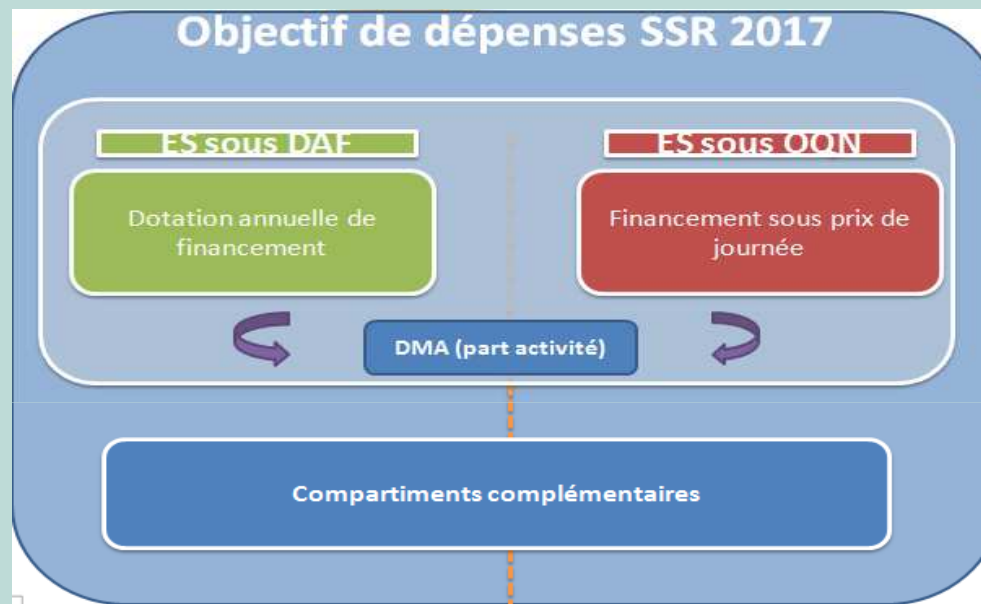 Objectif de dépenses SSR 2017
ES sous DAF
ES sous OQN
Dotation annuelle de
financement
Financement sous prix de
journée
DMA (part activité)
Compartiments complémentaires